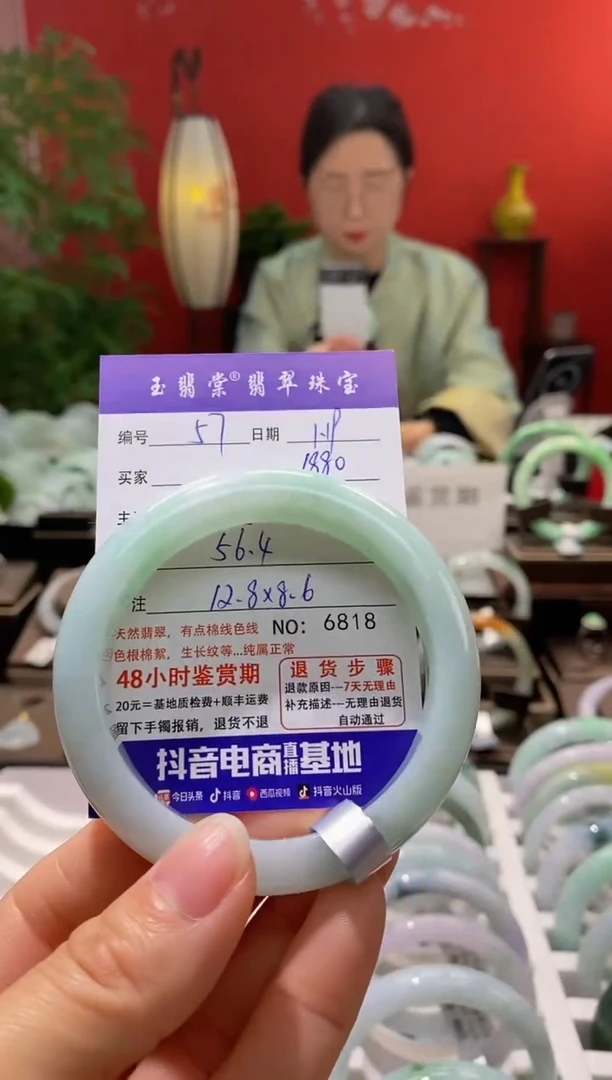 玉翡棠®翡翠珠宝
编号 57 日期
买家 1880
56.4
注 12.8x8.6
天然翡翠，有点棉线色线 NO: 6818
色根棉絮，生长纹等...纯属正常
48小时鉴赏期
20元=基地质检费+顺丰运费
留下手镯报销，退货不退
退货步骤
退款原因---7天无理由
补充描述---无理由退货
自动通过
抖音电商直播基地
今日头条 抖音 西瓜视频 抖音火山版
鉴赏期